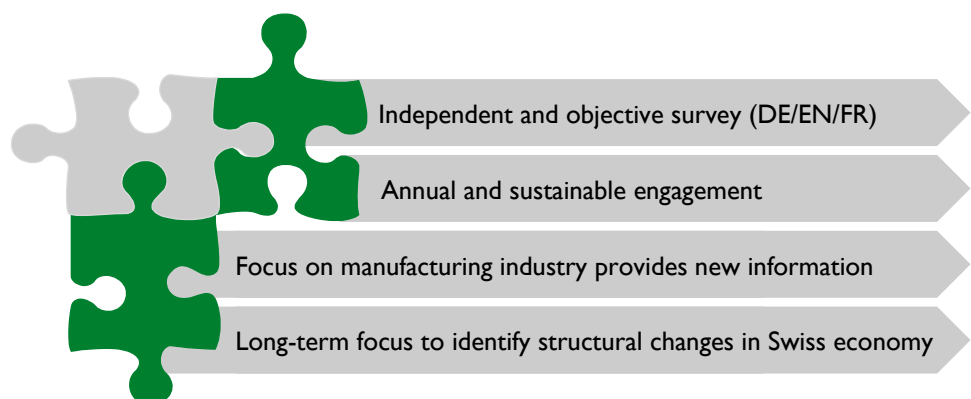 Independent and objective survey (DE/EN/FR)
Annual and sustainable engagement
Focus on manufacturing industry provides new information
Long-term focus to identify structural changes in Swiss economy